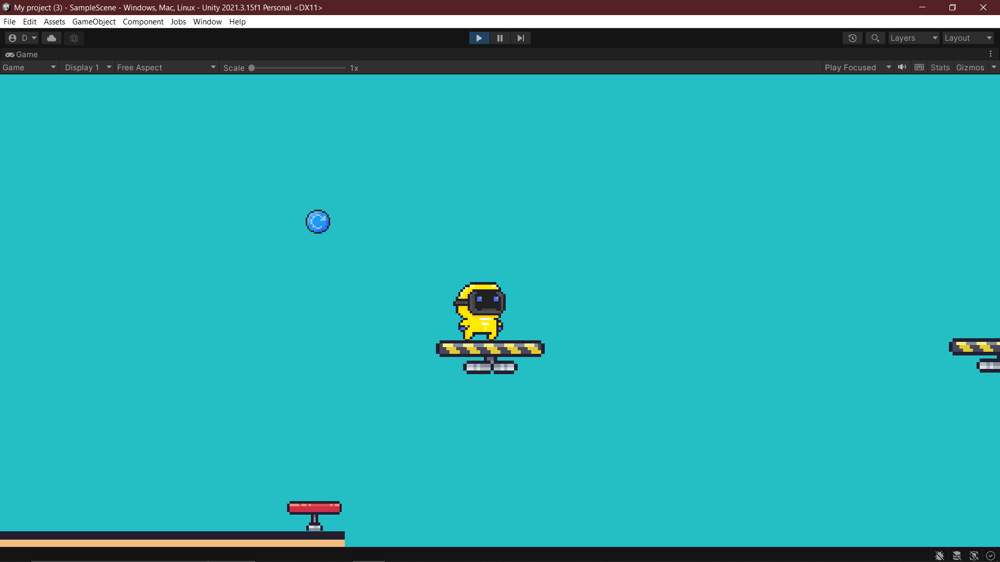 My project (3) - SampleScene - Windows, Mac, Linux - Unity 2021.3.15f1 Personal <DX11>
File Edit Assets GameObject Component Jobs Window Help
D Layers Layout
Game
Game Display 1 Free Aspect Scale 1x Play Focused Stats Gizmos